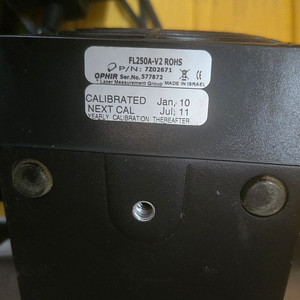 FL250A-V2 ROHS
P/N: 7Z02671
OPHIR Ser.No. 577872
Laser Measurement Group MADE IN ISRAEL
CALIBRATED Jan, 10
NEXT CAL Jul, 11
YEARLY CALIBRATION THEREAFTER